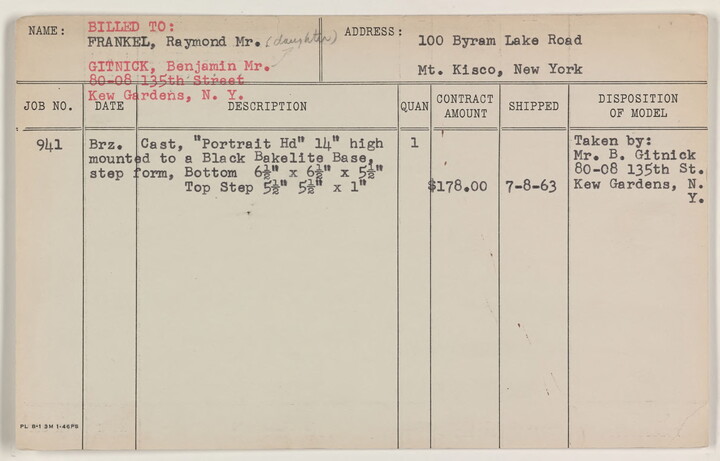 NAME: BILLED TO:
FRANKEL, Raymond Mr. (daughter)
GITNICK, Benjamin Mr.
80-08 135th Street
Kew Gardens, N. Y.
ADDRESS: 100 Byram Lake Road
Mt. Kisco, New York
JOB NO. DATE DESCRIPTION QUAN CONTRACT AMOUNT SHIPPED DISPOSITION OF MODEL
941 Brz. Cast, "Portrait Hd" 14" high 1
mounted to a Black Bakelite Base,
step form, Bottom 6½" x 6½" x 5½"
Top Step 5½" 5½" x 1" $178.00 7-8-63
Taken by:
Mr. B. Gitnick
80-08 135th St.
Kew Gardens, N.
Y.
PL 8-1 3M 1-46PS